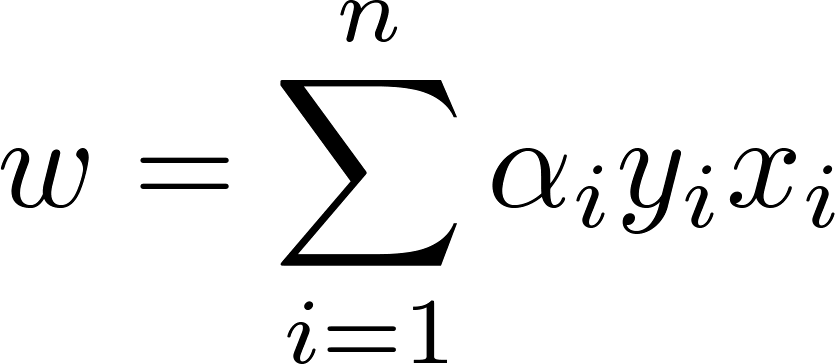 w = \sum_{i=1}^{n} \alpha_i y_i x_i